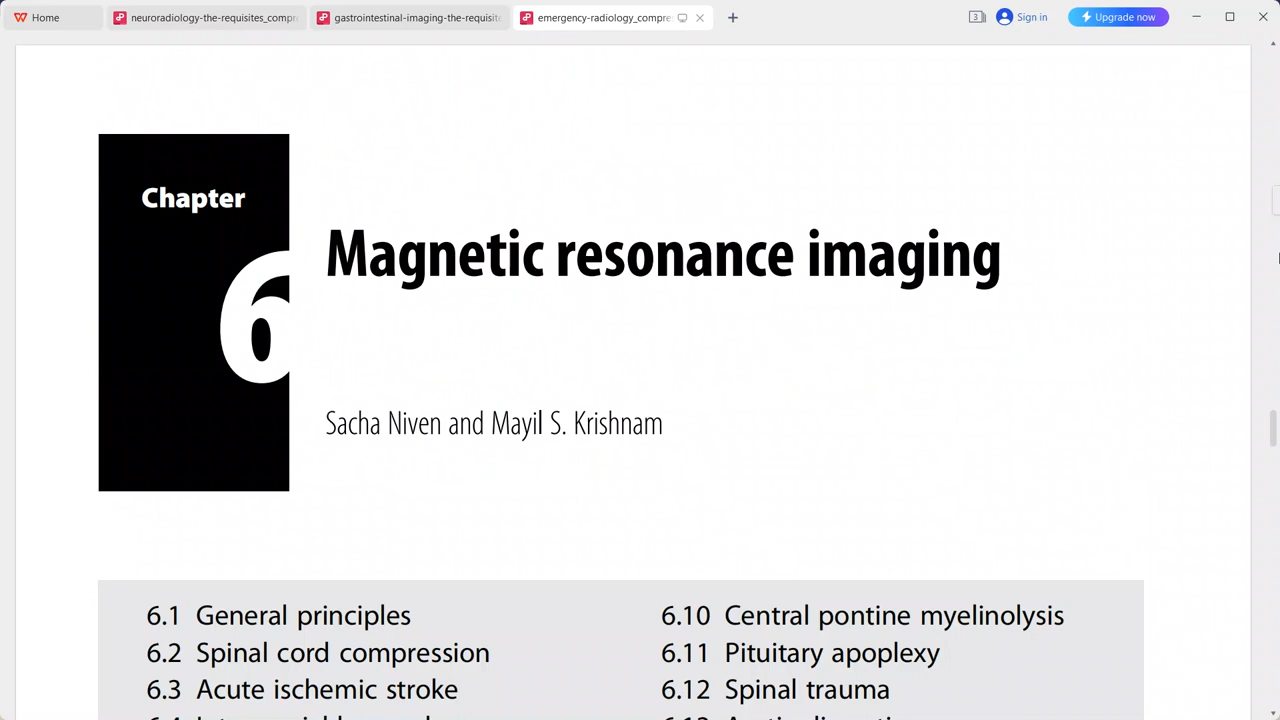 Home
neuroradiology-the-requisites_compr
gastrointestinal-imaging-the-requisite
emergency-radiology_compre
3
Sign in
Upgrade now
Chapter
6
Magnetic resonance imaging
Sacha Niven and Mayil S. Krishnam
6.1 General principles
6.2 Spinal cord compression
6.3 Acute ischemic stroke
6.10 Central pontine myelinolysis
6.11 Pituitary apoplexy
6.12 Spinal trauma